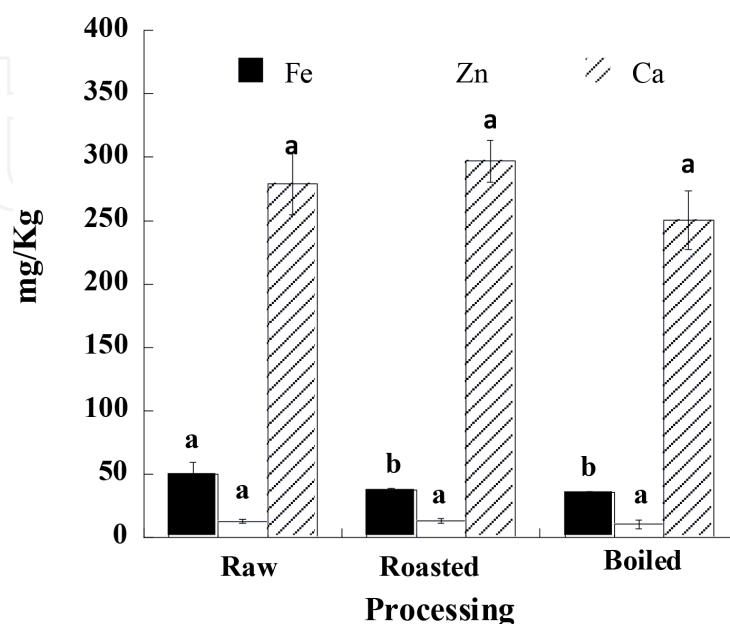 400
Fe Zn Ca
350
a a a
300
250
mg/Kg
200
150
100
a b b
a a a
50
0
Raw Roasted Boiled
Processing